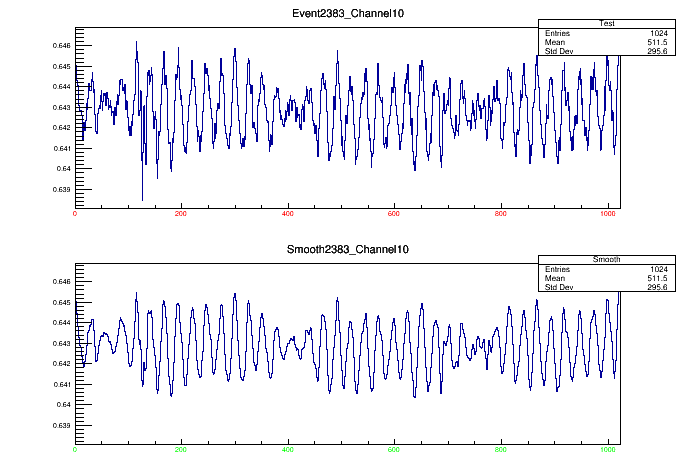 Event2383_Channel10
Test
Entries 1024
Mean 511.5
Std Dev 295.6
0.646
0.645
0.644
0.643
0.642
0.641
0.64
0.639
0 200 400 600 800 1000
Smooth2383_Channel10
Smooth
Entries 1024
Mean 511.5
Std Dev 295.6
0.646
0.645
0.644
0.643
0.642
0.641
0.64
0.639
0 200 400 600 800 1000